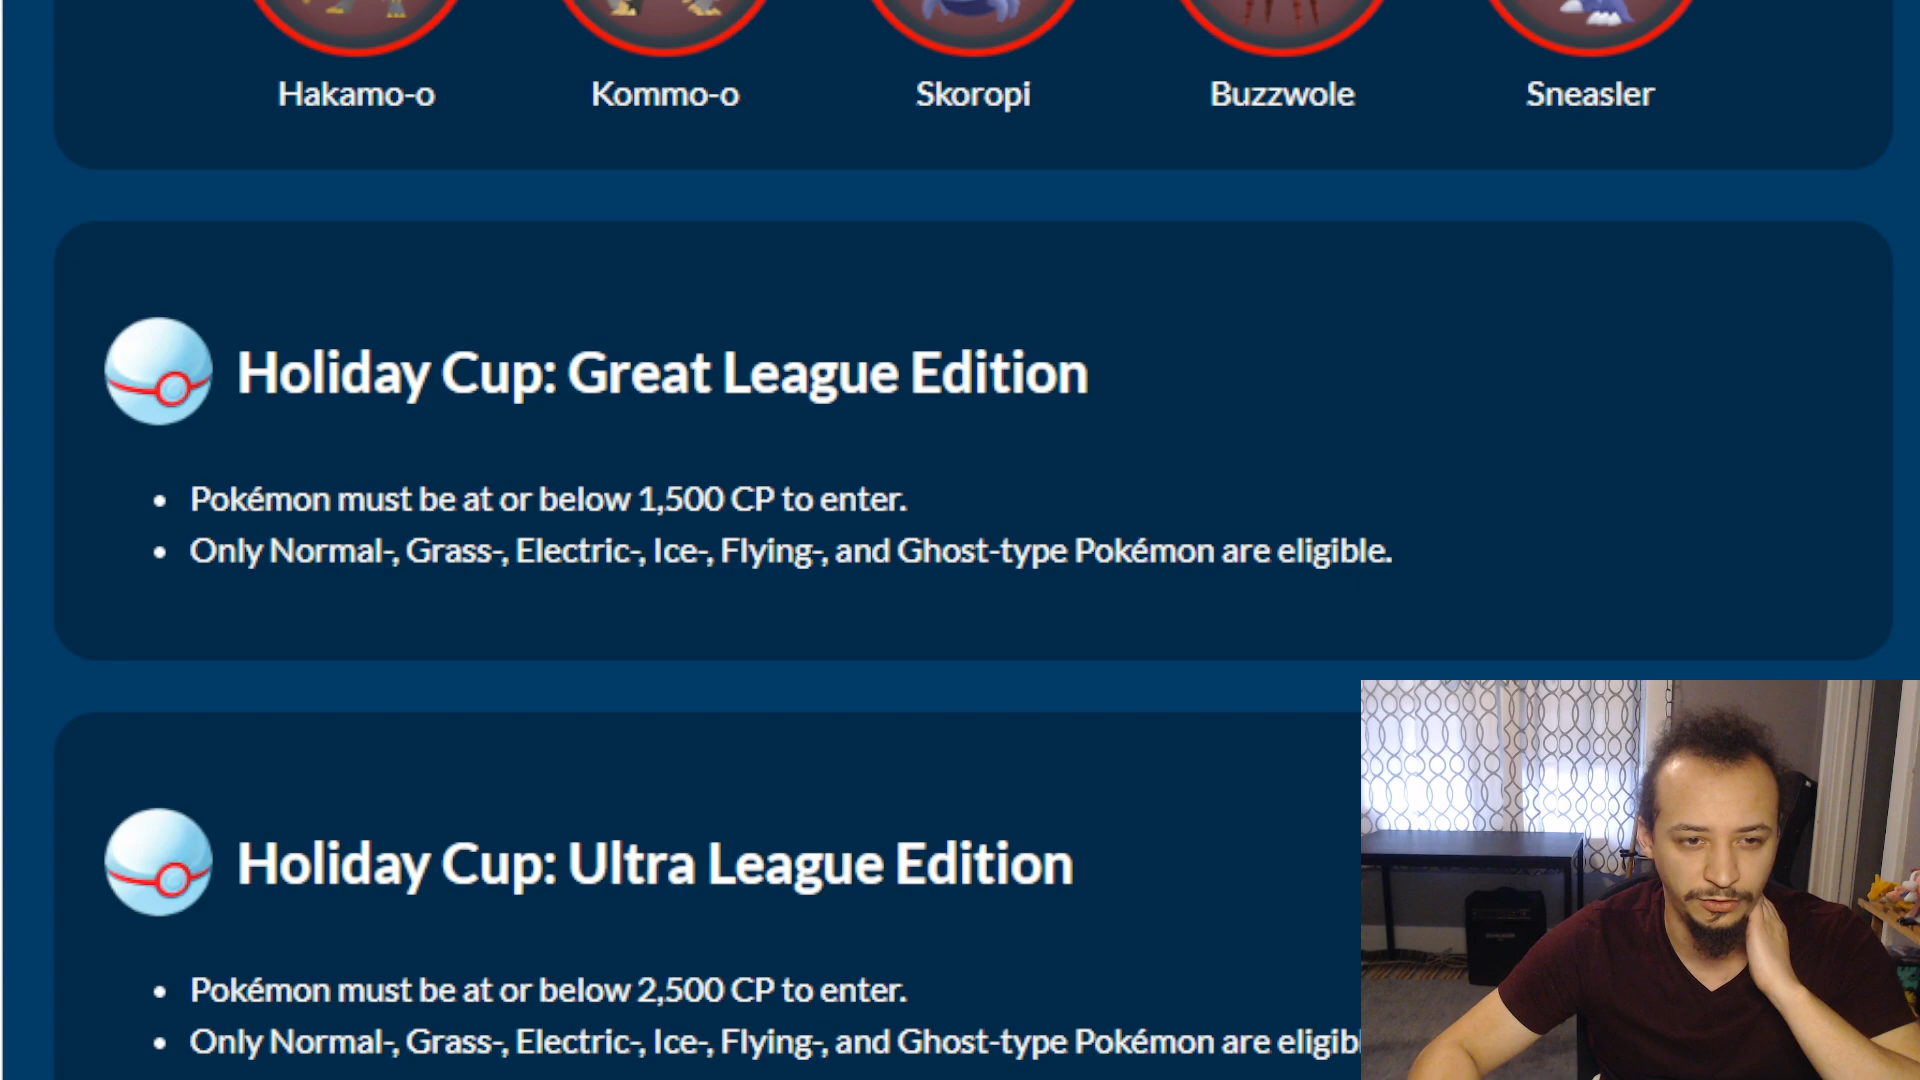 Hakamo-o Kommo-o Skoropi Buzzwole Sneasler
Holiday Cup: Great League Edition
• Pokémon must be at or below 1,500 CP to enter.
• Only Normal-, Grass-, Electric-, Ice-, Flying-, and Ghost-type Pokémon are eligible.
Holiday Cup: Ultra League Edition
• Pokémon must be at or below 2,500 CP to enter.
• Only Normal-, Grass-, Electric-, Ice-, Flying-, and Ghost-type Pokémon are eligibl